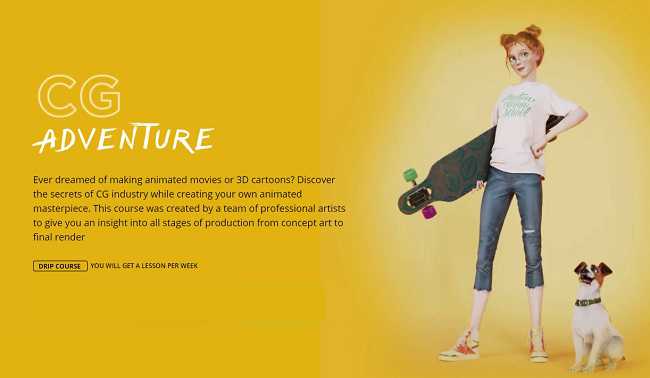 CG
ADVENTURE
Ever dreamed of making animated movies or 3D cartoons? Discover
the secrets of CG industry while creating your own animated
masterpiece. This course was created by a team of professional artists
to give you an insight into all stages of production from concept art to
final render
DRIP COURSE YOU WILL GET A LESSON PER WEEK